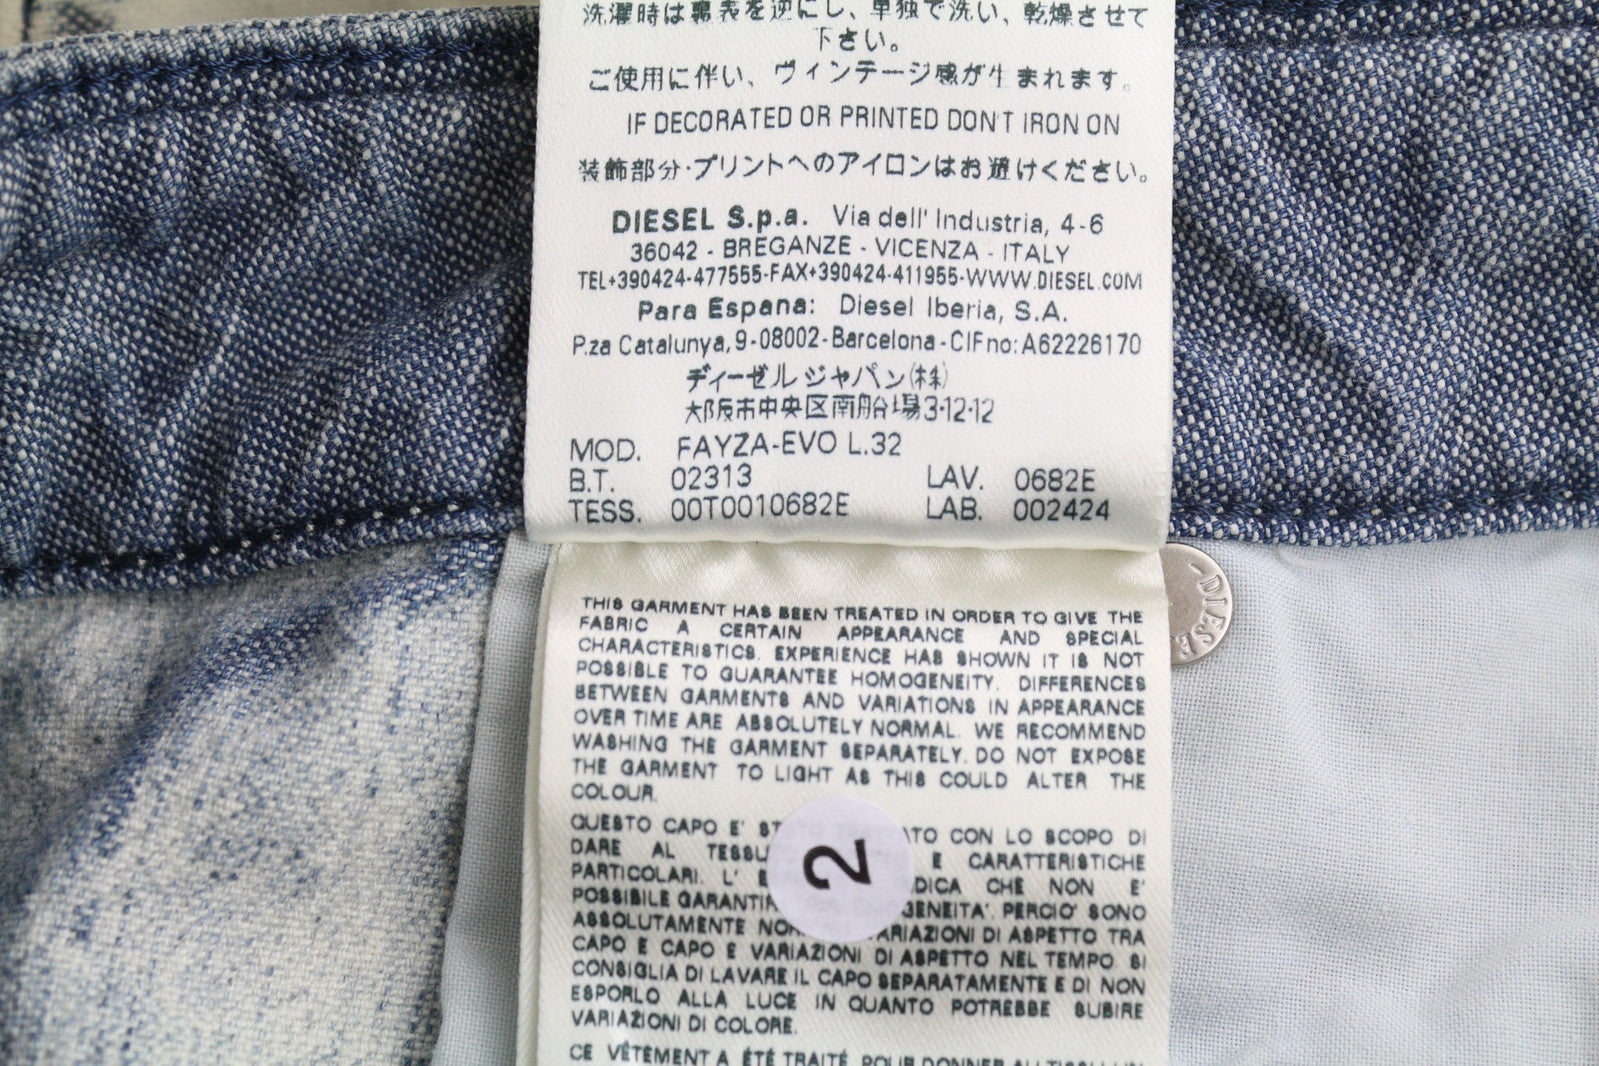 洗濯時は裏表を逆にし、単独で洗い、乾燥させて
下さい。
ご使用に伴い、ヴィンテージ感が生まれます。
IF DECORATED OR PRINTED DON'T IRON ON
装飾部分·プリントへのアイロンはお避けください。
DIESEL S.p.a. Via dell' Industria, 4-6
36042 - BREGANZE - VICENZA - ITALY
TEL+390424-477555-FAX+390424-411955-WWW.DIESEL.COM
Para Espana: Diesel Iberia, S.A.
P.za Catalunya, 9-08002-Barcelona-CIF no: A62226170
ディーゼルジャパン(株)
大阪市中央区南船場3-12-12
MOD. FAYZA-EVO L.32
B.T. 02313 LAV. 0682E
TESS. 00T0010682E LAB. 002424
DIESEL
THIS GARMENT HAS BEEN TREATED IN ORDER TO GIVE THE
FABRIC A CERTAIN APPEARANCE AND SPECIAL
CHARACTERISTICS. EXPERIENCE HAS SHOWN IT IS NOT
POSSIBLE TO GUARANTEE HOMOGENEITY. DIFFERENCES
BETWEEN GARMENTS AND VARIATIONS IN APPEARANCE
OVER TIME ARE ABSOLUTELY NORMAL. WE RECOMMEND
WASHING THE GARMENT SEPARATELY. DO NOT EXPOSE
THE GARMENT TO LIGHT AS THIS COULD ALTER THE
COLOUR.
QUESTO CAPO E' CON LO SCOPO DI
DARE AL E CARATTERISTICHE
PARTICOLARI. L' CHE NON E'
POSSIBILE PERCIO' SONO
ASSOLUTAMENTE VARIAZIONI DI ASPETTO TRA
CAPO E CAPO E VARIAZIONI DI ASPETTO NEL TEMPO. SI
CONSIGLIA DI LAVARE IL CAPO SEPARATAMENTE E DI NON
ESPORLO ALLA LUCE IN QUANTO POTREBBE SUBIRE
VARIAZIONI DI COLORE.
2
CE VÊTEMENT A ÉTÉ TRAITÉ POUR DONNER AU TISSU UN